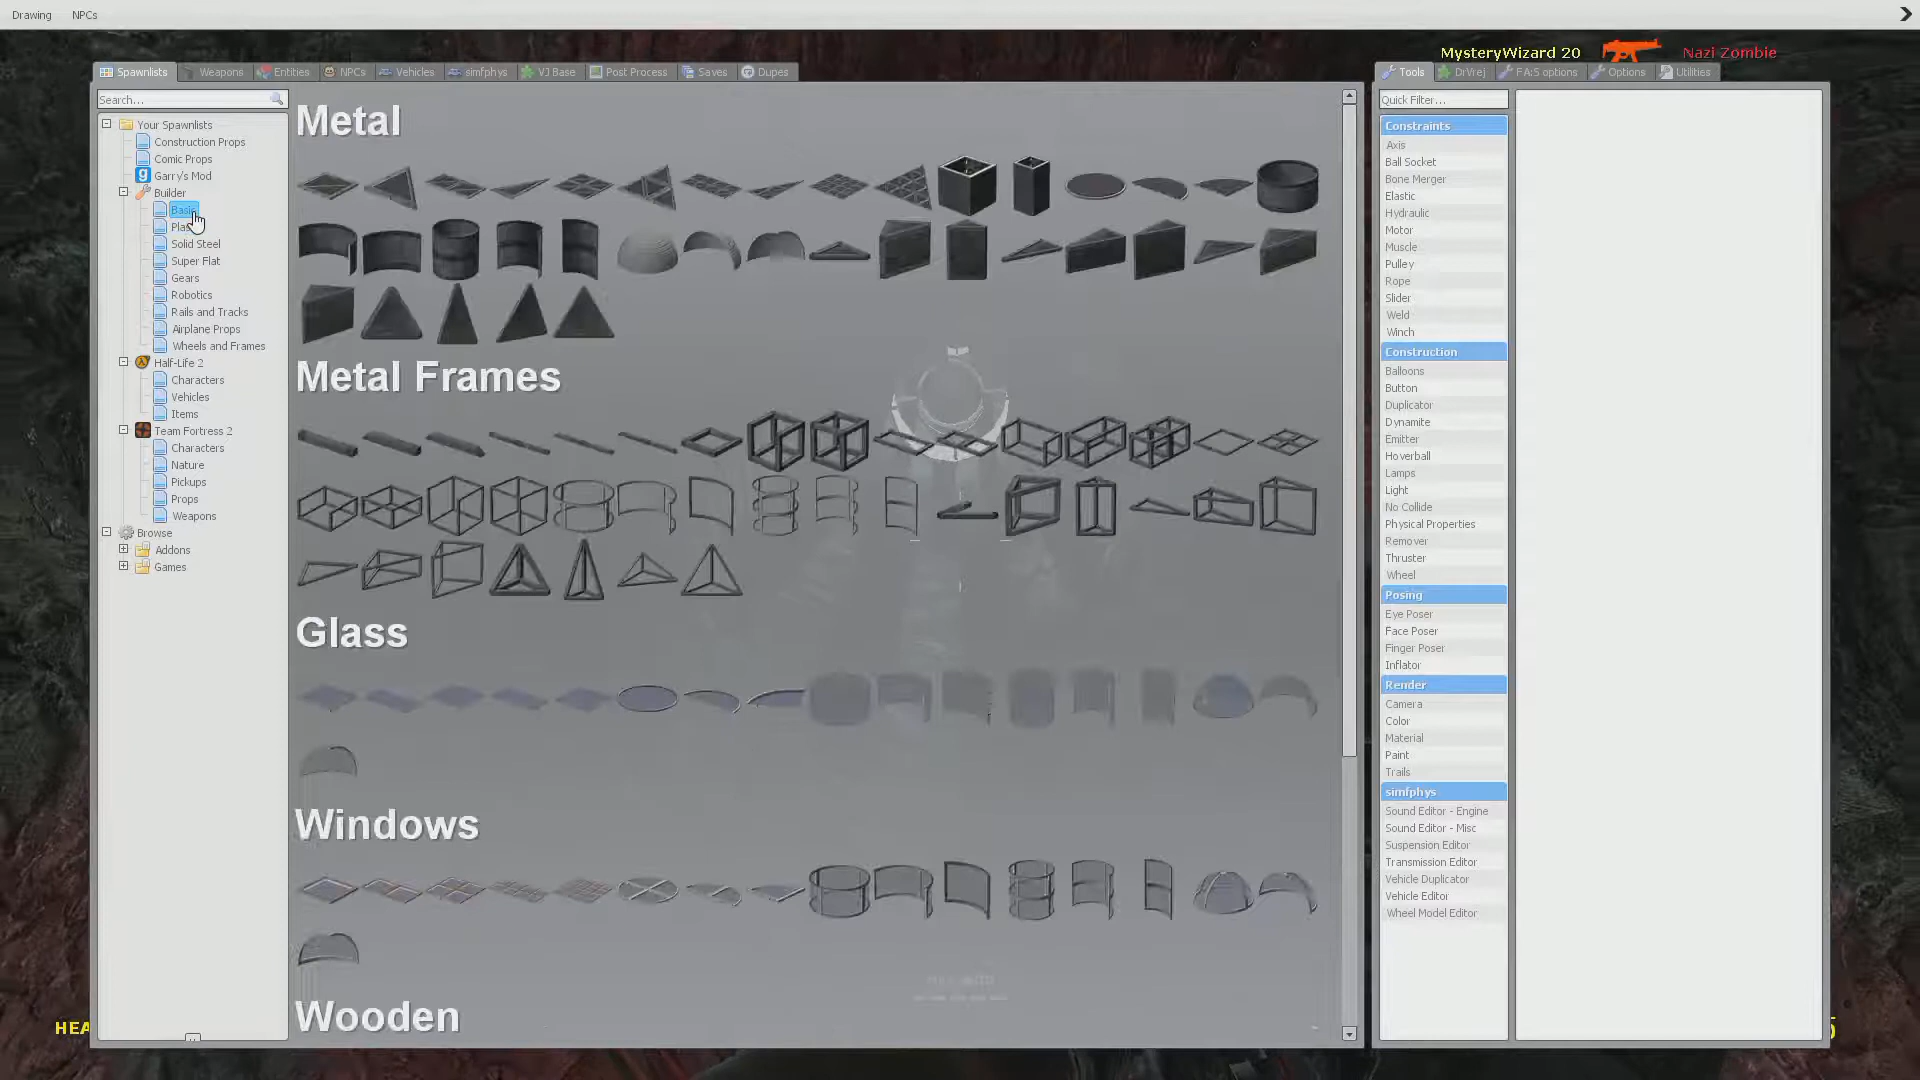 Drawing NPCs
MysteryWizard 20 Nazi Zombie
Spawnlists Weapons Entities NPCs Vehicles simfphys VJ Base Post Process Saves Dupes
Tools DrVrej FA:S options Options Utilities
Search...
Your Spawnlists
Construction Props
Comic Props
Garry's Mod
Builder
Basic
Solid Steel
Super Flat
Gears
Robotics
Rails and Tracks
Airplane Props
Wheels and Frames
Half-Life 2
Characters
Vehicles
Items
Team Fortress 2
Characters
Nature
Pickups
Props
Weapons
Browse
Addons
Games
Metal
Metal Frames
Glass
Windows
Wooden
Quick Filter...
Constraints
Axis
Ball Socket
Bone Merger
Elastic
Hydraulic
Motor
Muscle
Pulley
Rope
Slider
Weld
Winch
Construction
Balloons
Button
Duplicator
Dynamite
Emitter
Hoverball
Lamps
Light
No Collide
Physical Properties
Remover
Thruster
Wheel
Posing
Eye Poser
Face Poser
Finger Poser
Inflator
Render
Camera
Color
Material
Paint
Trails
simfphys
Sound Editor - Engine
Sound Editor - Misc
Suspension Editor
Transmission Editor
Vehicle Duplicator
Vehicle Editor
Wheel Model Editor
HEA